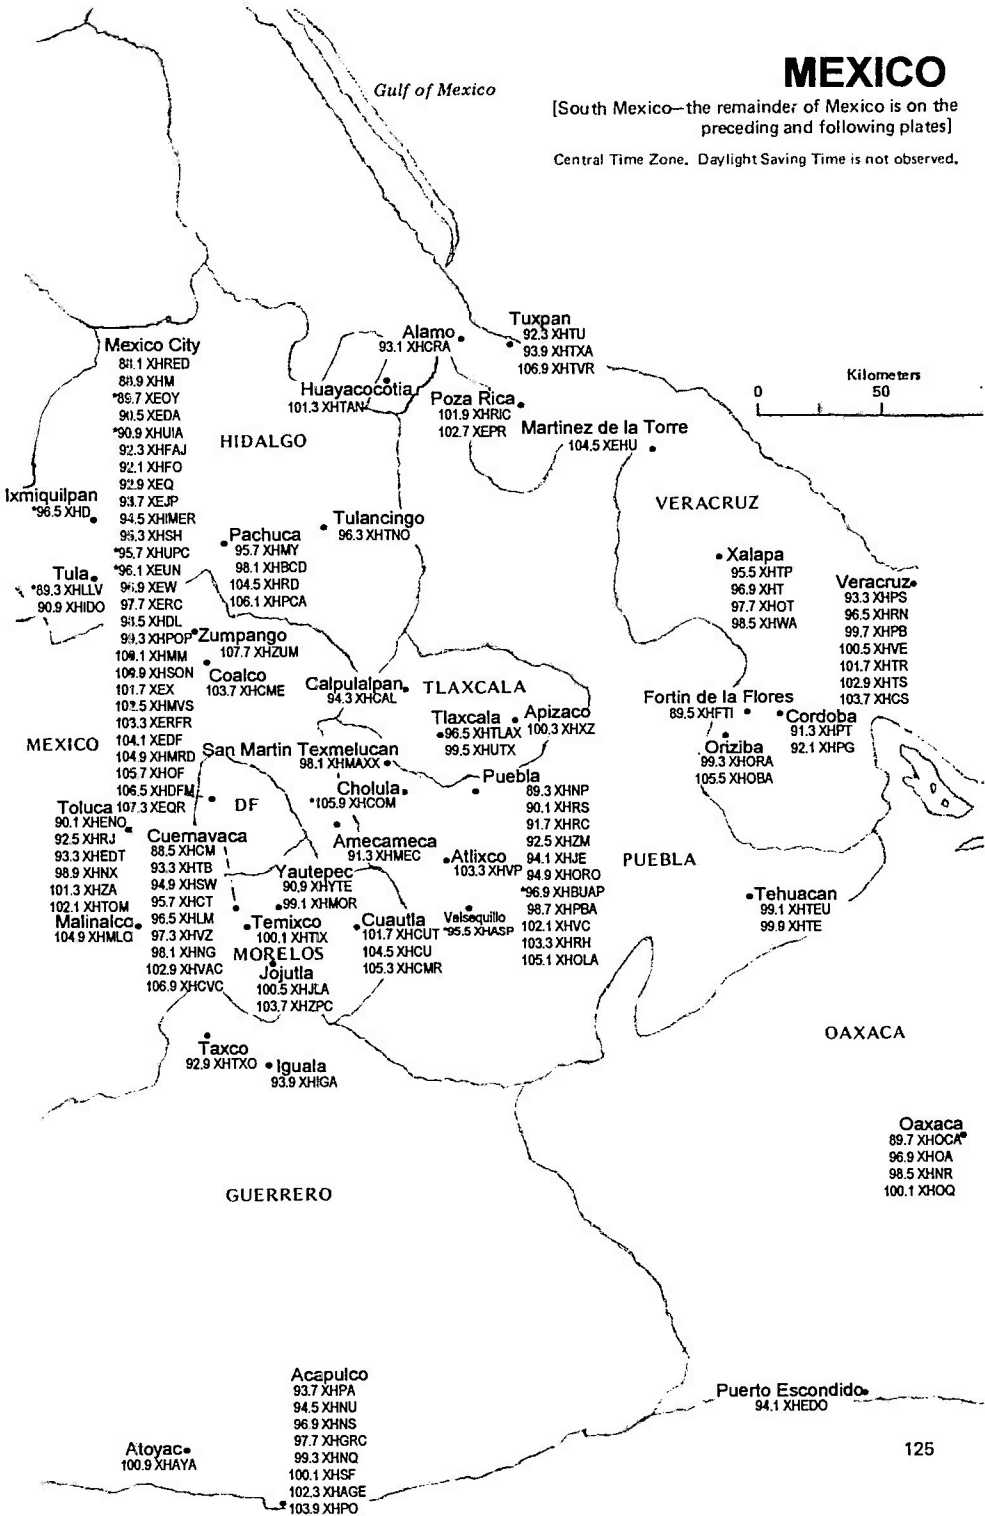 MEXICO
[South Mexico—the remainder of Mexico is on the
preceding and following plates]
Central Time Zone. Daylight Saving Time is not observed.
Gulf of Mexico
Kilometers
0 50
Tuxpan
92.3 XHTU
93.9 XHTXA
106.9 XHTVR
Alamo
93.1 XHCRA
Huayacocotia
101.3 XHTAN
Poza Rica
101.9 XHRIC
102.7 XEPR
Martinez de la Torre
104.5 XEHU
Mexico City
88.1 XHRED
88.9 XHM
*89.7 XEOY
90.5 XEDA
*90.9 XHUIA
92.3 XHFAJ
92.1 XHFO
92.9 XEQ
93.7 XEJP
94.5 XHIMER
95.3 XHSH
*95.7 XHUPC
*96.1 XEUN
96.9 XEW
97.7 XERC
98.5 XHDL
99.3 XHPOP
100.1 XHMM
100.9 XHSON
101.7 XEX
102.5 XHMVS
103.3 XERFR
104.1 XEDF
104.9 XHMRD
105.7 XHOF
106.5 XHDFM
107.3 XEQR
HIDALGO
VERACRUZ
Ixmiquilpan
*96.5 XHD
Tulancingo
96.3 XHTNO
Pachuca
95.7 XHMY
98.1 XHBCD
104.5 XHRD
106.1 XHPCA
Tula
*89.3 XHLLV
90.9 XHIDO
Xalapa
95.5 XHTP
96.9 XHT
97.7 XHOT
98.5 XHWA
Veracruz
93.3 XHPS
96.5 XHRN
99.7 XHPB
100.5 XHVE
101.7 XHTR
102.9 XHTS
103.7 XHCS
Zumpango
107.7 XHZUM
Coalco
103.7 XHCME
Calpulalpan
94.3 XHCAL
TLAXCALA
Tlaxcala
96.5 XHTLAX
99.5 XHUTX
Apizaco
100.3 XHXZ
Fortin de la Flores
89.5 XHFTI
Cordoba
91.3 XHPT
92.1 XHPG
Oriziba
99.3 XHORA
105.5 XHOBA
MEXICO
San Martin Texmelucan
98.1 XHMAXX
Cholula
*105.9 XHCOM
Puebla
89.3 XHNP
90.1 XHRS
91.7 XHRC
92.5 XHZM
94.1 XHJE
94.9 XHORO
*96.9 XHBUAP
98.7 XHPBA
102.1 XHVC
103.3 XHRH
105.1 XHOLA
DF
Toluca
90.1 XHENO
92.5 XHRJ
93.3 XHEDT
98.9 XHNX
101.3 XHZA
102.1 XHTOM
Malinalco
104.9 XHMLO
Cuernavaca
88.5 XHCM
93.3 XHTB
94.9 XHSW
95.7 XHCT
96.5 XHLM
97.3 XHVZ
98.1 XHNG
102.9 XHVAC
106.9 XHCVC
Amecameca
91.3 XHMEC
Atlixco
103.3 XHVP
PUEBLA
Yautepec
90.9 XHYTE
99.1 XHMOR
Temixco
100.1 XHTIX
Cuautla
101.7 XHCUT
104.5 XHCU
105.3 XHCMR
Valsequillo
*95.5 XHASP
Tehuacan
99.1 XHTEU
99.9 XHTE
MORELOS
Jojutla
100.5 XHJLA
103.7 XHZPC
Taxco
92.9 XHTXO
Iguala
93.9 XHIGA
OAXACA
Oaxaca
89.7 XHOCA
96.9 XHOA
98.5 XHNR
100.1 XHOQ
GUERRERO
Acapulco
93.7 XHPA
94.5 XHNU
96.9 XHNS
97.7 XHGRC
99.3 XHNQ
100.1 XHSF
102.3 XHAGE
103.9 XHPO
Puerto Escondido
94.1 XHEDO
Atoyac
100.9 XHAYA
125